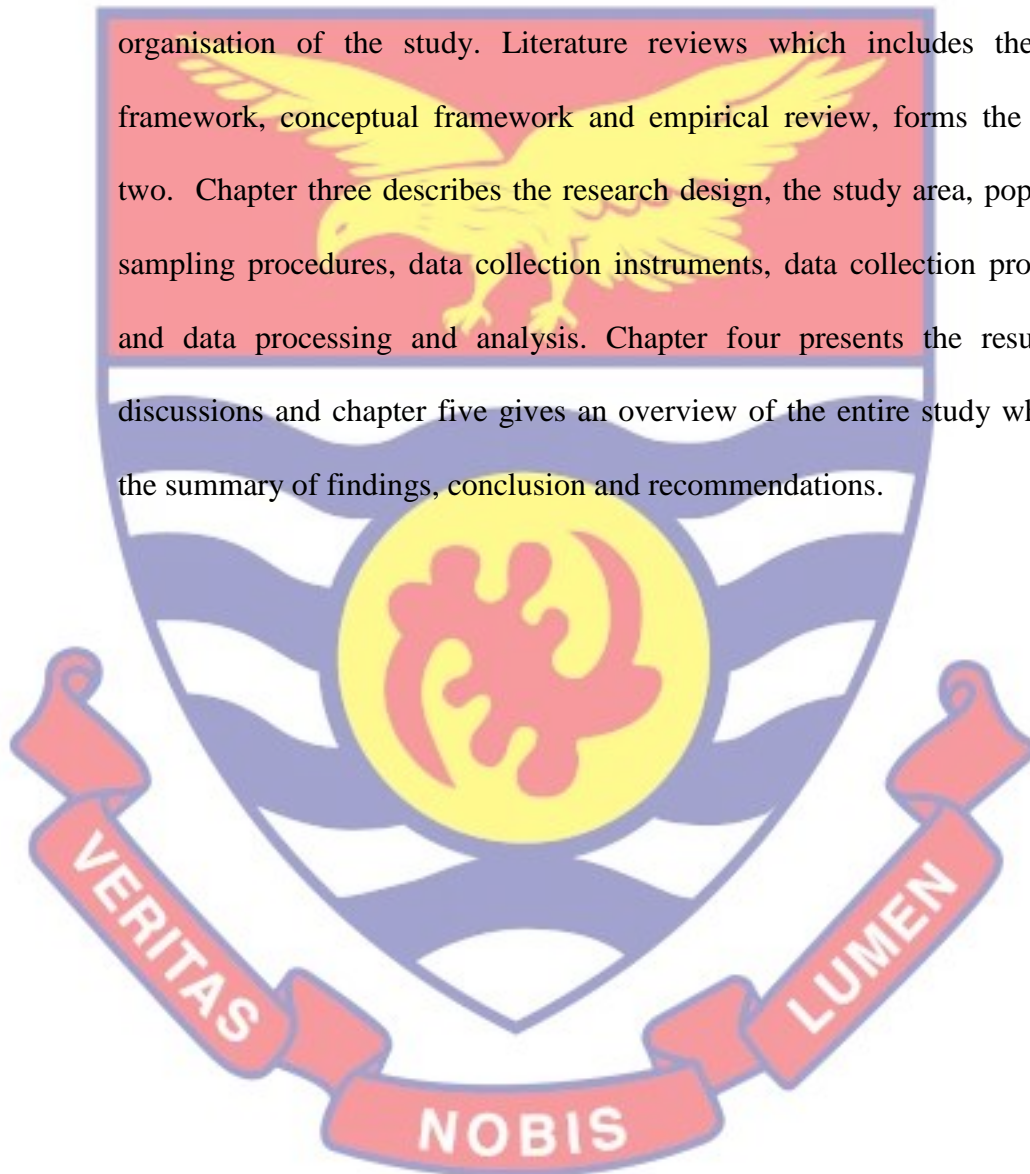 organisation of the study. Literature reviews which includes the
framework, conceptual framework and empirical review, forms the
two. Chapter three describes the research design, the study area, pop
sampling procedures, data collection instruments, data collection pro
and data processing and analysis. Chapter four presents the resu
discussions and chapter five gives an overview of the entire study wh
the summary of findings, conclusion and recommendations.
VERITAS
NOBIS
LUMEN